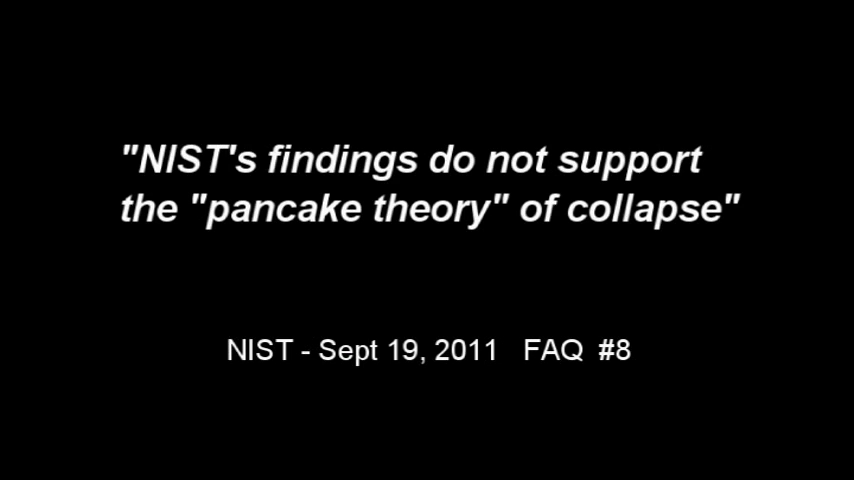 "NIST's findings do not support
the "pancake theory" of collapse"
NIST - Sept 19, 2011 FAQ #8